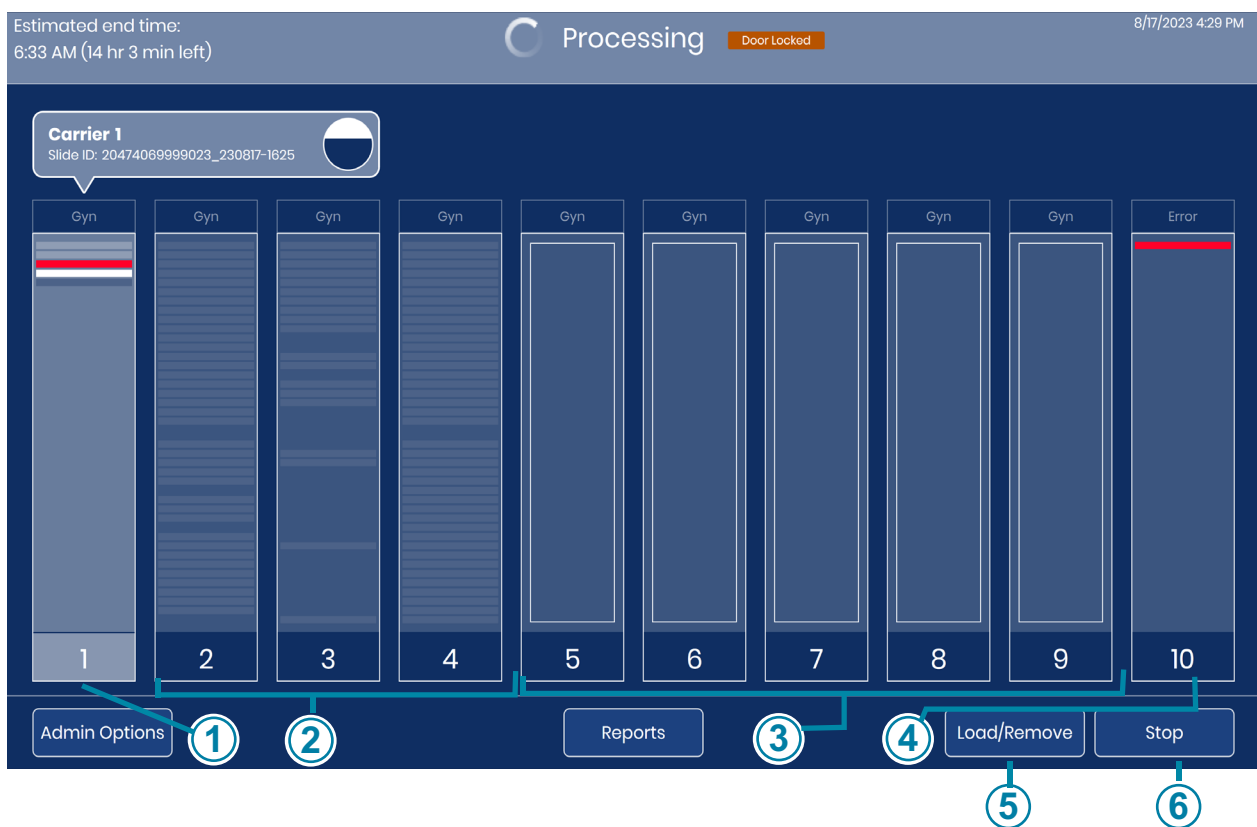 Estimated end time:
6:33 AM (14 hr 3 min left)
Processing
Door Locked
8/17/2023 4:29 PM
Carrier 1
Slide ID: 20474069999023_230817-1625
Gyn Gyn Gyn Gyn Gyn Gyn Gyn Gyn Gyn Error
1 2 3 4 5 6 7 8 9 10
Admin Options
Reports
Load/Remove
Stop
1 2 3 4
5 6